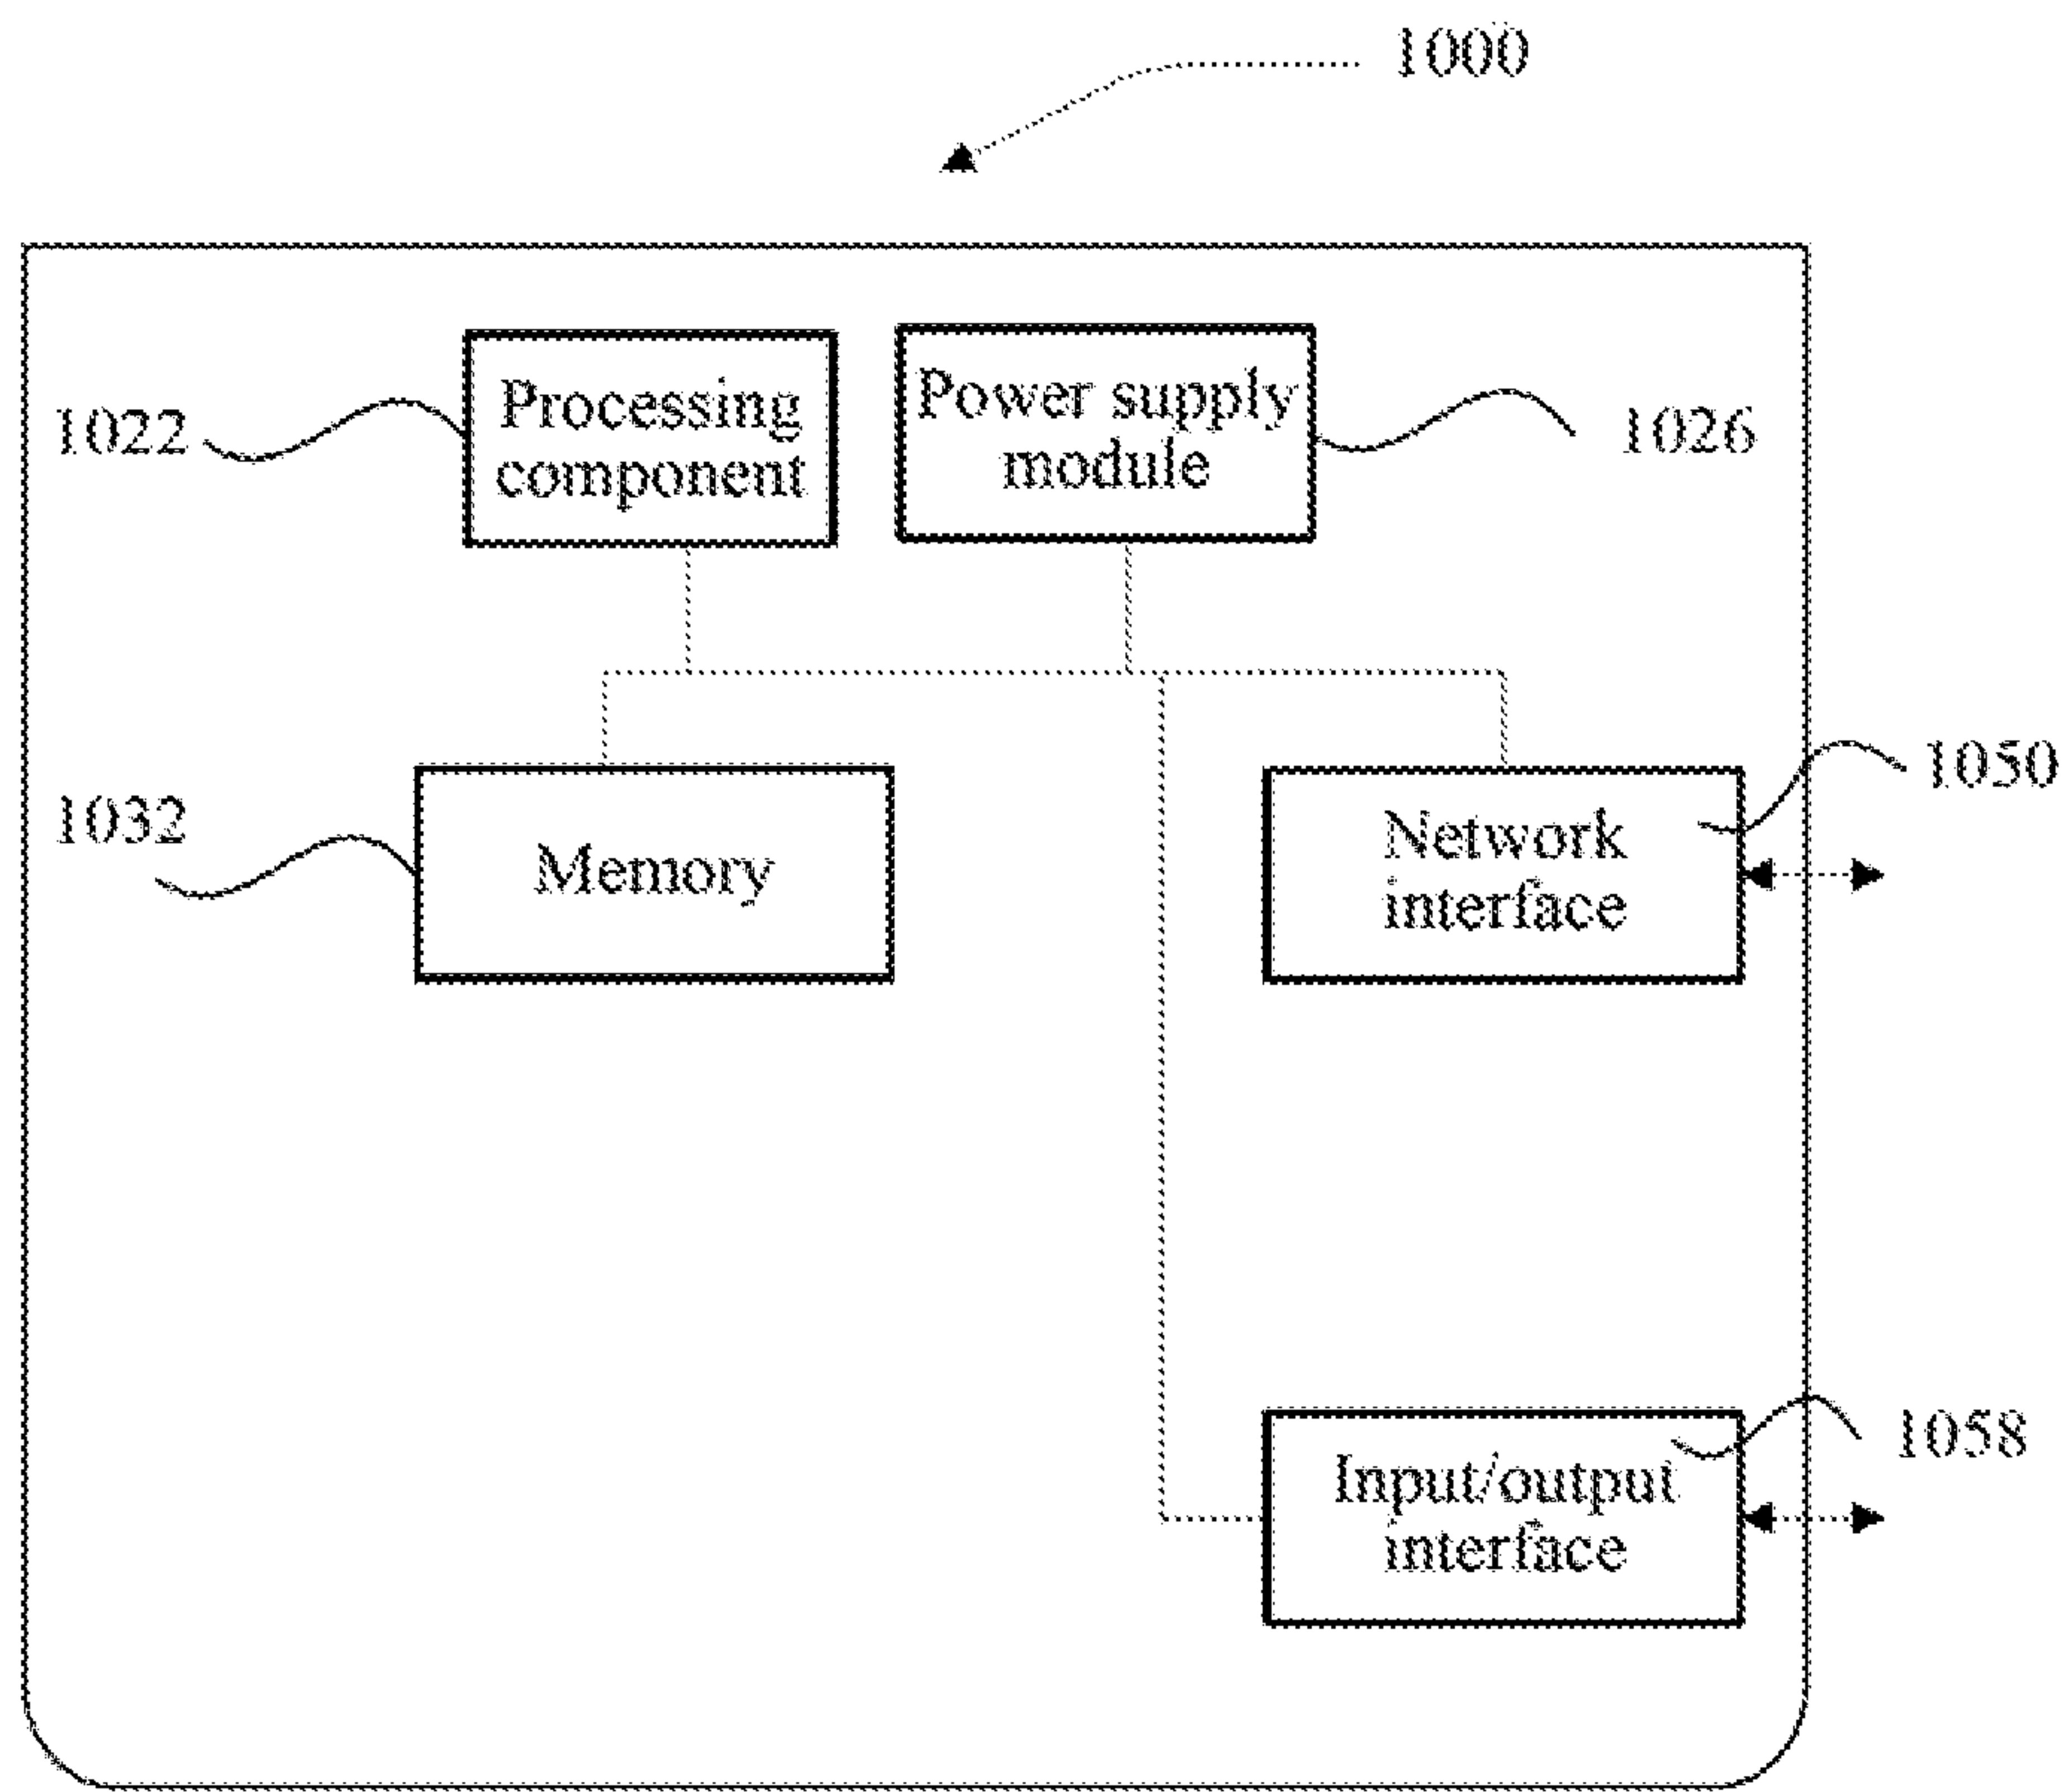 1000
1022
Processing
component
Power supply
module
1026
1032
Memory
Network
interface
1050
Input/output
interface
1058